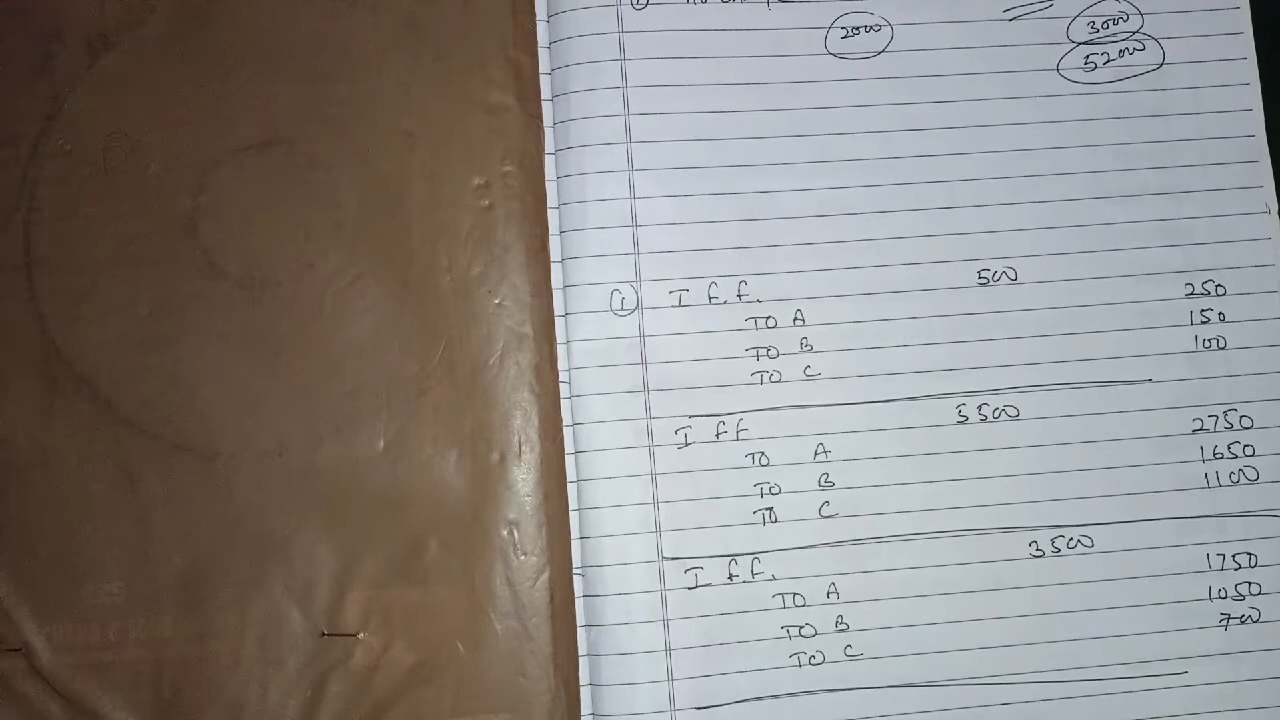 2000
3000
5200
① I f.f. 500
TO A 250
TO B 150
TO C 100
I ff 5500
TO A 2750
TO B 1650
TO C 1100
I f.f. 3500
TO A 1750
TO B 1050
TO C 700